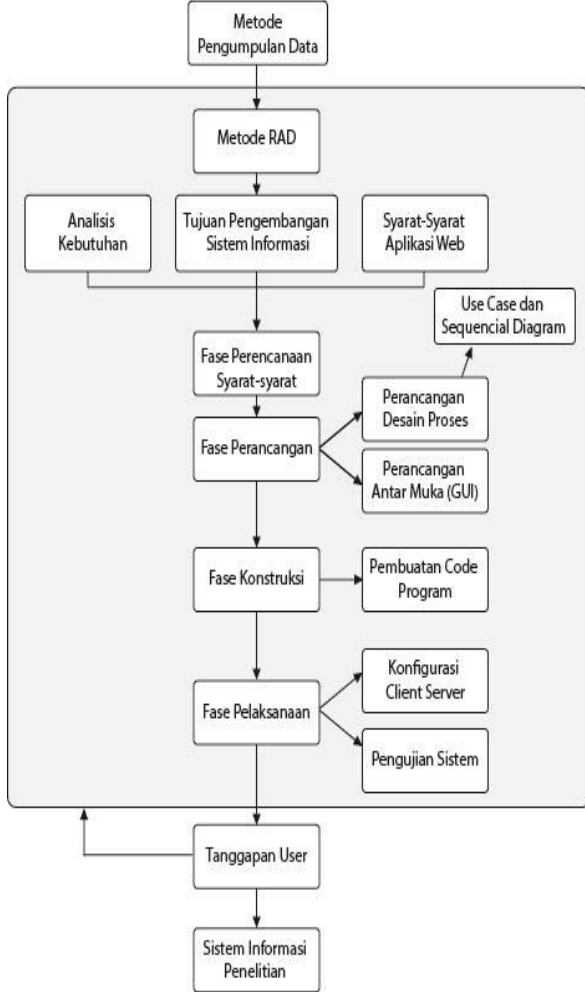 Metode
Pengumpulan Data
Metode RAD
Analisis
Kebutuhan
Tujuan Pengembangan
Sistem Informasi
Syarat-Syarat
Aplikasi Web
Use Case dan
Sequencial Diagram
Fase Perencanaan
Syarat-syarat
Perancangan
Desain Proses
Fase Perancangan
Perancangan
Antar Muka (GUI)
Fase Konstruksi
Pembuatan Code
Program
Konfigurasi
Client Server
Fase Pelaksanaan
Pengujian Sistem
Tanggapan User
Sistem Informasi
Penelitian